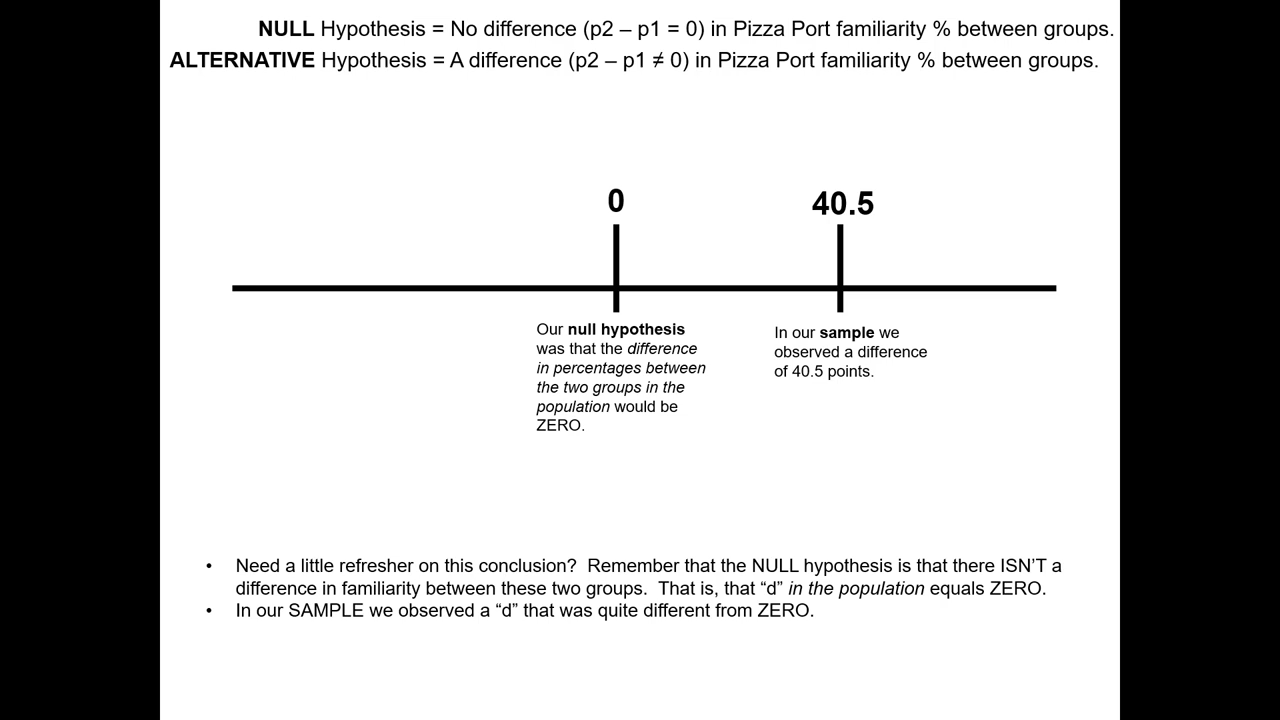 NULL Hypothesis = No difference (p2 – p1 = 0) in Pizza Port familiarity % between groups.
ALTERNATIVE Hypothesis = A difference (p2 – p1 ≠ 0) in Pizza Port familiarity % between groups.
0
40.5
Our null hypothesis
was that the difference
in percentages between
the two groups in the
population would be
ZERO.
In our sample we
observed a difference
of 40.5 points.
• Need a little refresher on this conclusion?  Remember that the NULL hypothesis is that there ISN’T a
difference in familiarity between these two groups.  That is, that “d” in the population equals ZERO.
• In our SAMPLE we observed a “d” that was quite different from ZERO.